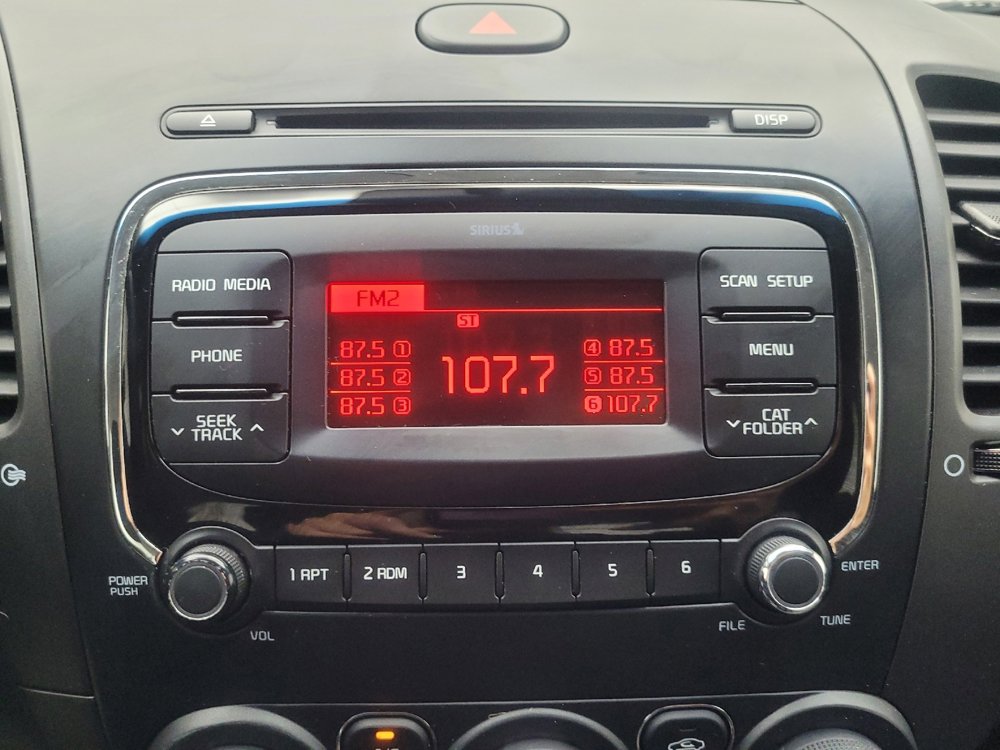 DISP
SIRIUS
RADIO MEDIA
PHONE
SEEK
TRACK
FM2
ST
87.5 1
87.5 2
87.5 3
107.7
4 87.5
5 87.5
6 107.7
SCAN SETUP
MENU
CAT
FOLDER
POWER
PUSH
VOL
1 RPT
2 RDM
3
4
5
6
ENTER
FILE
TUNE